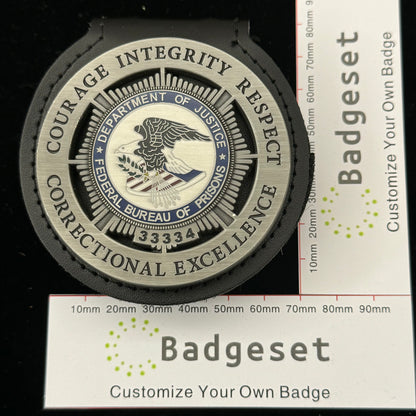 COURAGE INTEGRITY RESPECT
DEPARTMENT OF JUSTICE
FEDERAL BUREAU OF PRISONS
33334
CORRECTIONAL EXCELLENCE
10mm 20mm 30mm 40mm 50mm 60mm 70mm 80mm 90mm
Badgeset
Customize Your Own Badge
10mm 20mm 30mm 40mm 50mm 60mm 70mm 80mm 90mm
Badgeset
Customize Your Own Badge